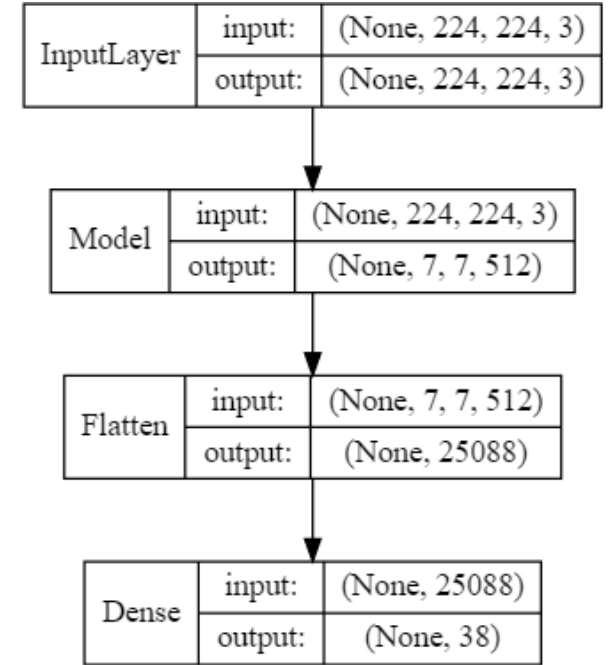 InputLayer input: (None, 224, 224, 3)
output: (None, 224, 224, 3)
Model input: (None, 224, 224, 3)
output: (None, 7, 7, 512)
Flatten input: (None, 7, 7, 512)
output: (None, 25088)
Dense input: (None, 25088)
output: (None, 38)